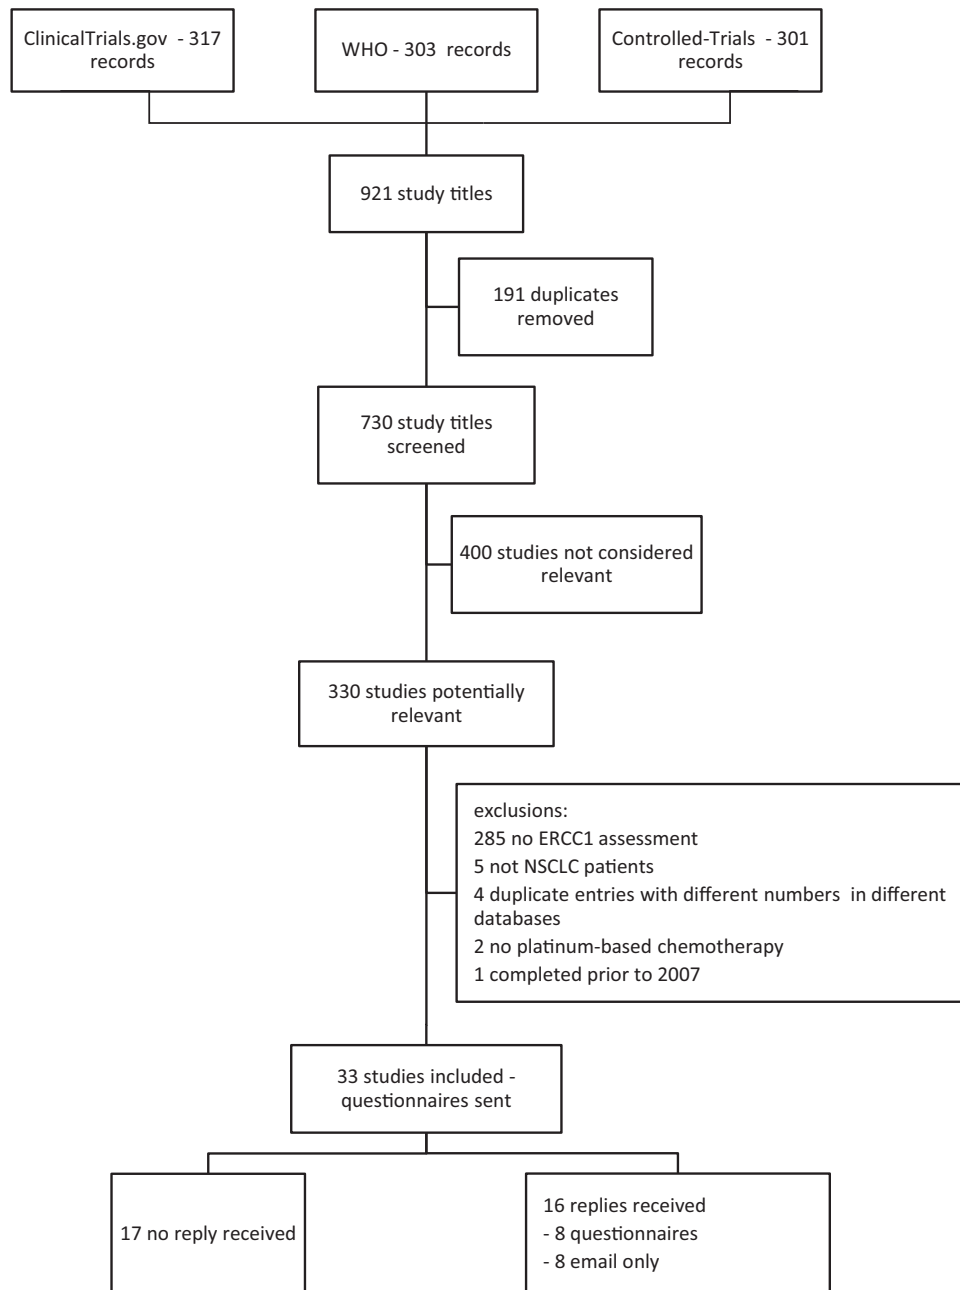 ClinicalTrials.gov - 317
records
WHO - 303 records
Controlled-Trials - 301
records
921 study titles
191 duplicates
removed
730 study titles
screened
400 studies not considered
relevant
330 studies potentially
relevant
exclusions:
285 no ERCC1 assessment
5 not NSCLC patients
4 duplicate entries with different numbers in different
databases
2 no platinum-based chemotherapy
1 completed prior to 2007
33 studies included -
questionnaires sent
17 no reply received
16 replies received
- 8 questionnaires
- 8 email only